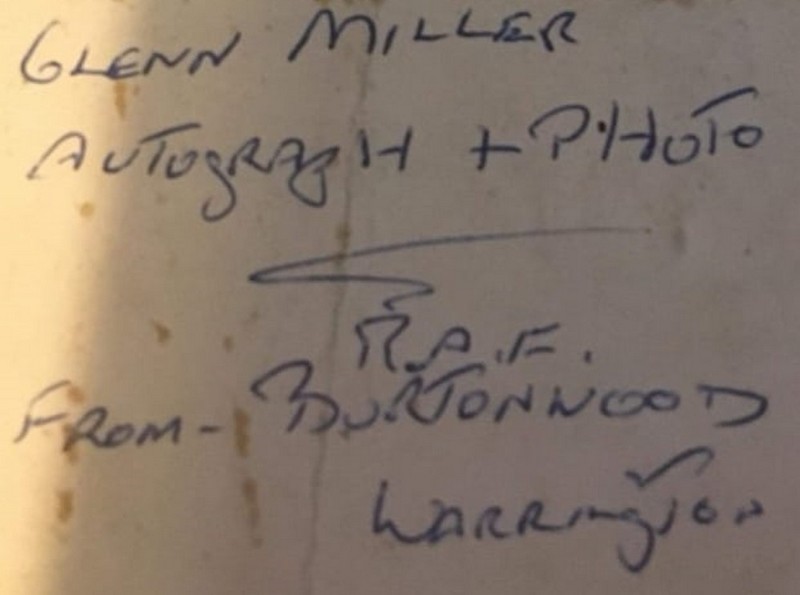 GLENN MILLER
AUTOGRAPH + PHOTO
R.A.F.
FROM - BURTONWOOD
WARRINGTON